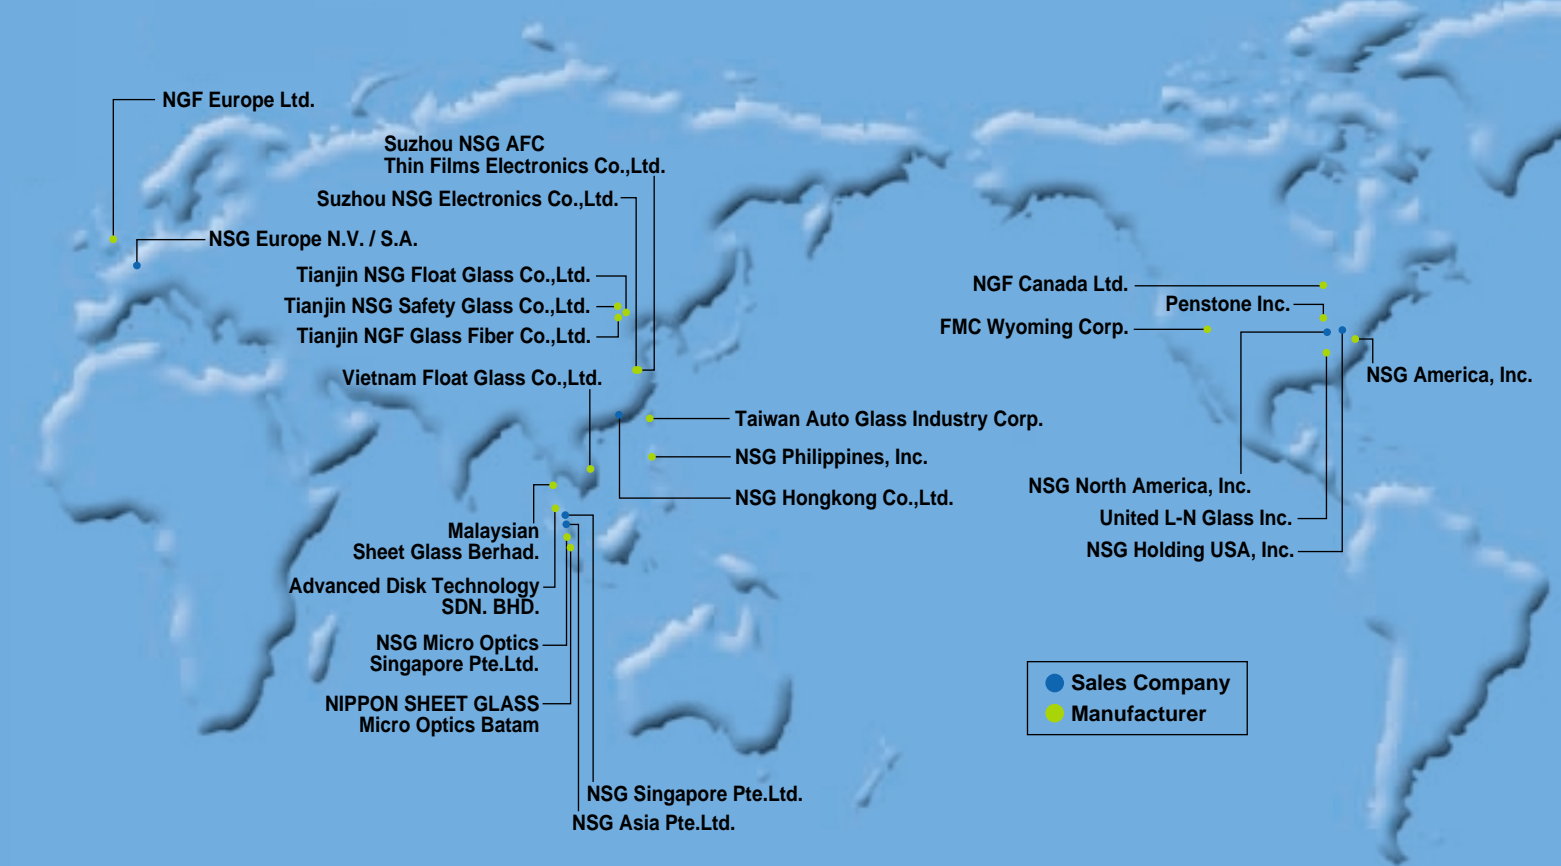 NGF Europe Ltd.
Suzhou NSG AFC
Thin Films Electronics Co.,Ltd.
Suzhou NSG Electronics Co.,Ltd.
NSG Europe N.V. / S.A.
Tianjin NSG Float Glass Co.,Ltd.
Tianjin NSG Safety Glass Co.,Ltd.
Tianjin NGF Glass Fiber Co.,Ltd.
Vietnam Float Glass Co.,Ltd.
Taiwan Auto Glass Industry Corp.
NSG Philippines, Inc.
NSG Hongkong Co.,Ltd.
Malaysian
Sheet Glass Berhad.
Advanced Disk Technology
SDN. BHD.
NSG Micro Optics
Singapore Pte.Ltd.
NIPPON SHEET GLASS
Micro Optics Batam
NSG Singapore Pte.Ltd.
NSG Asia Pte.Ltd.
NGF Canada Ltd.
Penstone Inc.
FMC Wyoming Corp.
NSG America, Inc.
NSG North America, Inc.
United L-N Glass Inc.
NSG Holding USA, Inc.
Sales Company
Manufacturer